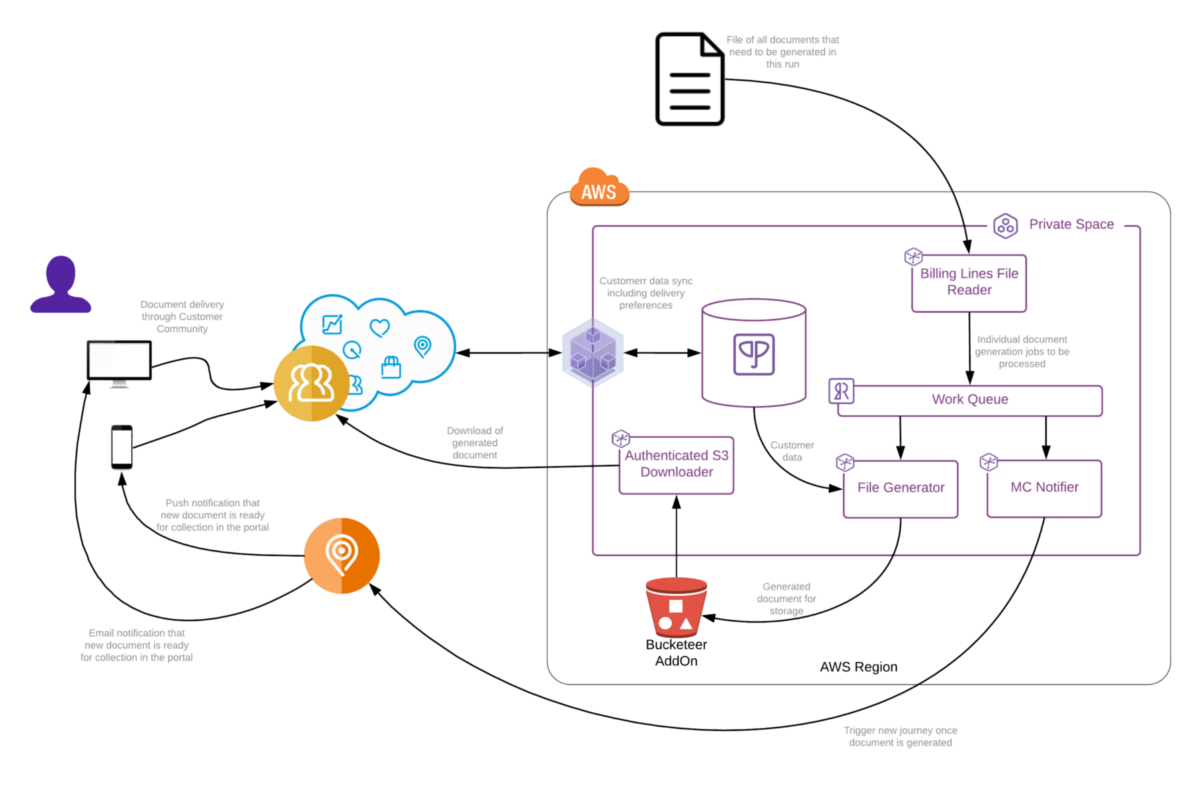 File of all documents that
need to be generated in
this run
AWS
Private Space
Billing Lines File
Reader
Customerr data sync
including delivery
preferences
Document delivery
through Customer
Community
Individual document
generation jobs to be
processed
Work Queue
Download of
generated
document
Authenticated S3
Downloader
Customer
data
File Generator
MC Notifier
Push notification that
new document is ready
for collection in the portal
Generated
document for
storage
Email notification that
new document is ready
for collection in the portal
Bucketeer
AddOn
AWS Region
Trigger new journey once
document is generated